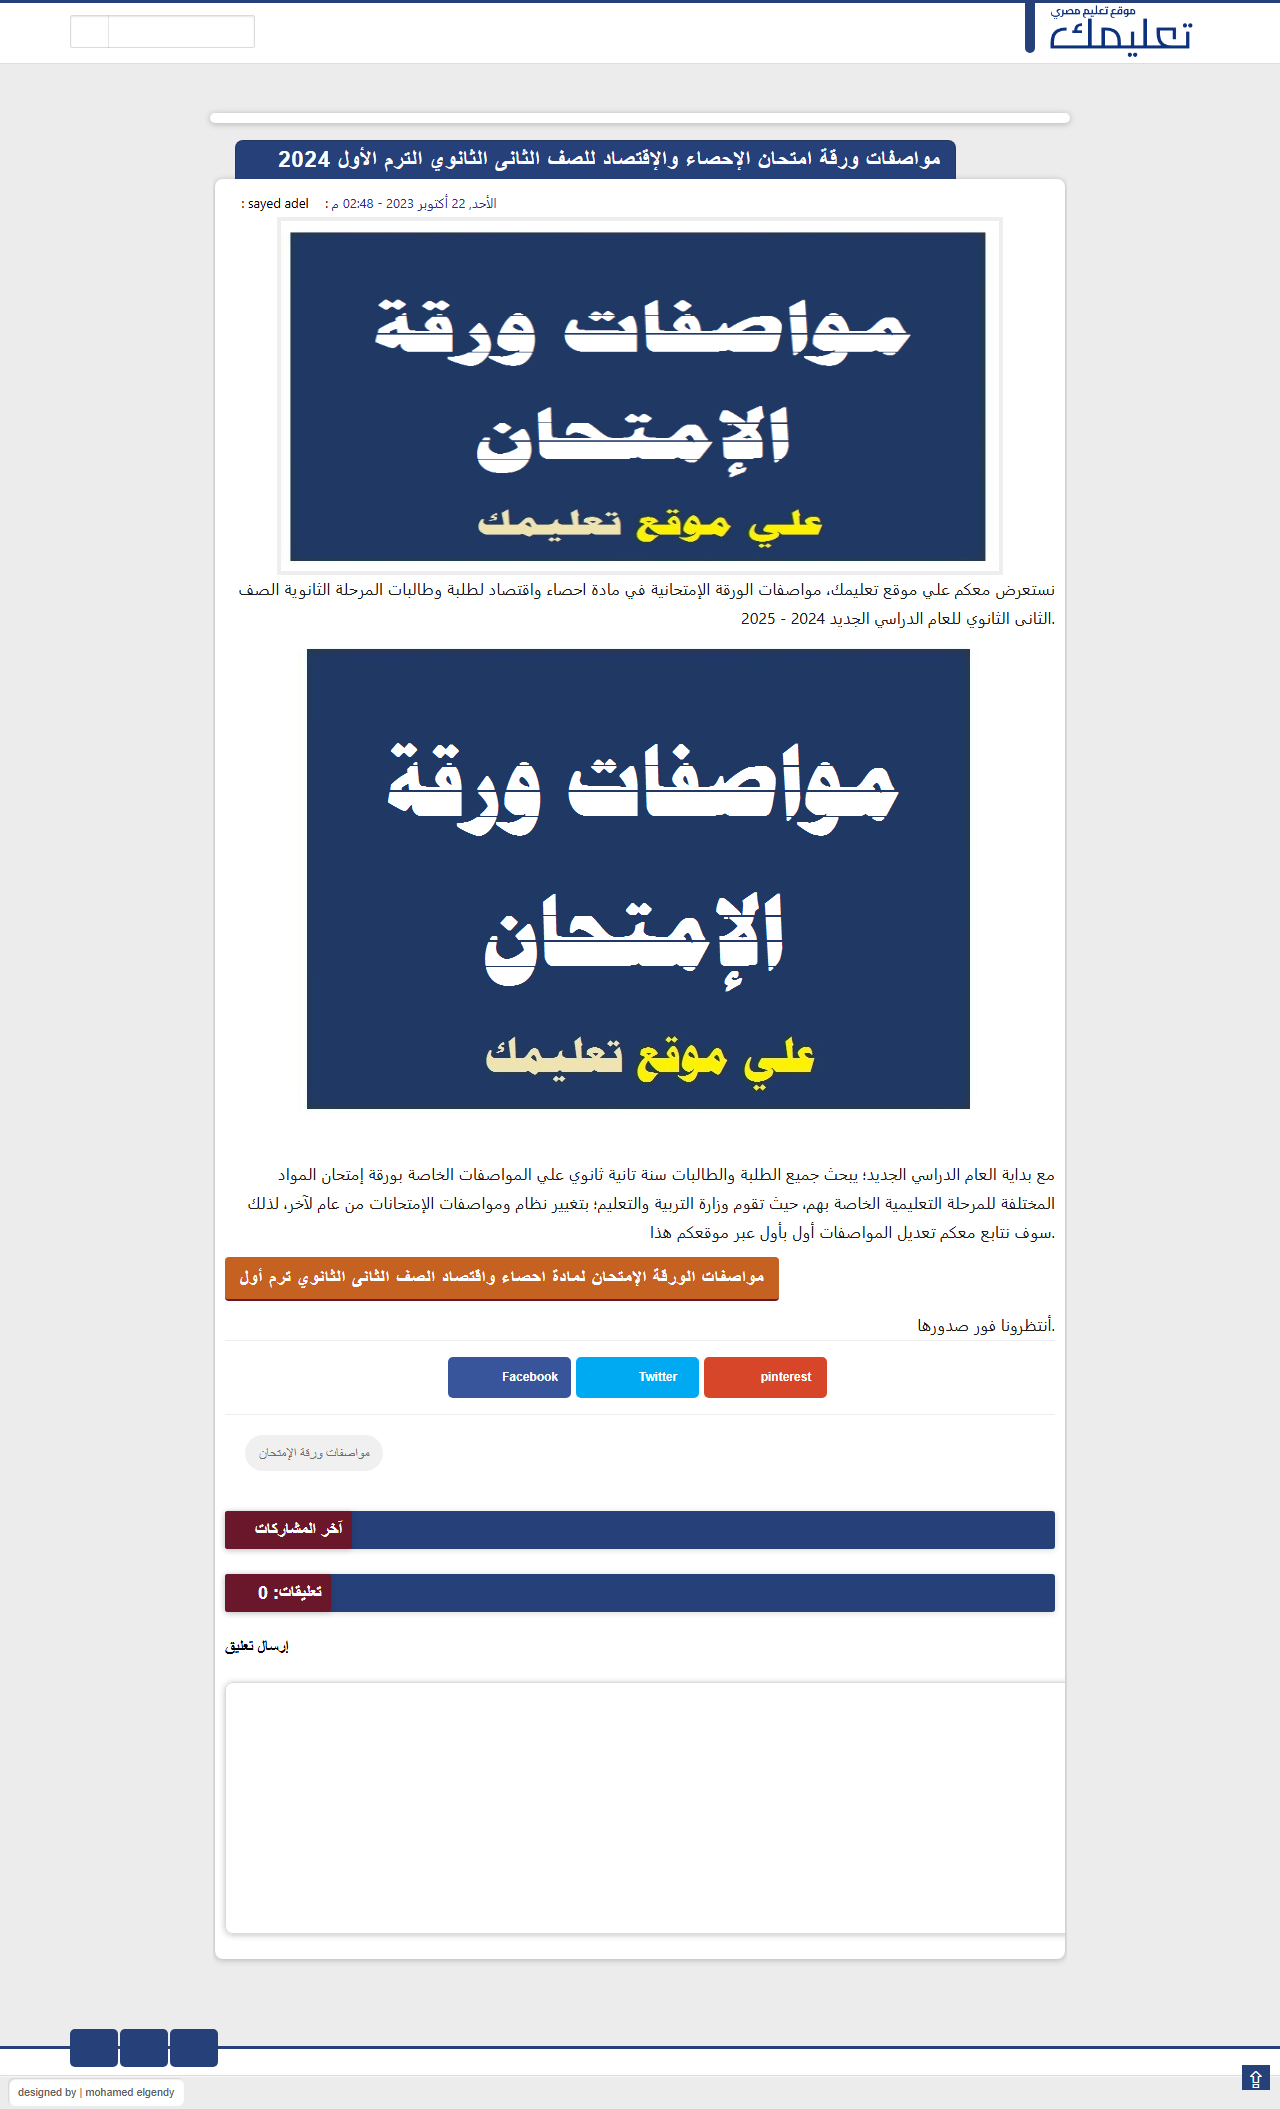 موقع تعليم مصري
تعليمك
مواصفات ورقة امتحان الإحصاء والإقتصاد للصف الثانى الثانوي الترم الأول 2024
: sayed adel
الأحد, 22 أكتوبر 2023 - 02:48 م :
مواصفات ورقة
الإمتحان
علي موقع تعليمك
نستعرض معكم علي موقع تعليمك، مواصفات الورقة الإمتحانية في مادة احصاء واقتصاد لطلبة وطالبات المرحلة الثانوية الصف
الثانى الثانوي للعام الدراسي الجديد 2024 - 2025.
مواصفات ورقة
الإمتحان
علي موقع تعليمك
مع بداية العام الدراسي الجديد؛ يبحث جميع الطلبة والطالبات سنة تانية ثانوي علي المواصفات الخاصة بورقة إمتحان المواد
المختلفة للمرحلة التعليمية الخاصة بهم، حيث تقوم وزارة التربية والتعليم؛ بتغيير نظام ومواصفات الإمتحانات من عام لآخر، لذلك
سوف نتابع معكم تعديل المواصفات أول بأول عبر موقعكم هذا.
مواصفات الورقة الإمتحان لمادة احصاء واقتصاد الصف الثانى الثانوي ترم أول
أنتظرونا فور صدورها.
Facebook
Twitter
pinterest
مواصفات ورقة الإمتحان
آخر المشاركات
تعليقات: 0
إرسال تعليق
designed by | mohamed elgendy